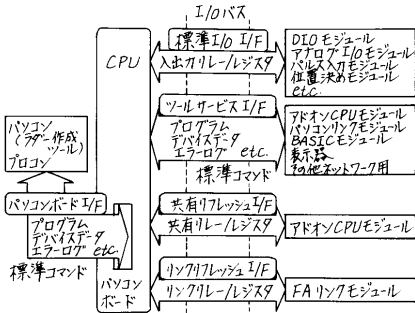 I/Oバス
CPU
標準I/O I/F
入出力リレー/レジスタ
DIOモジュール
アナログI/Oモジュール
パルス入力モジュール
位置決めモジュール
etc.
ツールサービスI/F
プログラム
デバイスデータ
エラーログ etc.
標準コマンド
アドオンCPUモジュール
パソコンリンクモジュール
BASICモジュール
表示器
その他ネットワーク用
パソコン
(ラダー作成
ツール)
プロコン
パソコンボードI/F
プログラム
デバイスデータ
エラーログ etc.
標準コマンド
パソコン
ボード
共有リフレッシュI/F
共有リレー/レジスタ
アドオンCPUモジュール
リンクリフレッシュI/F
リンクリレー/レジスタ
FAリンクモジュール